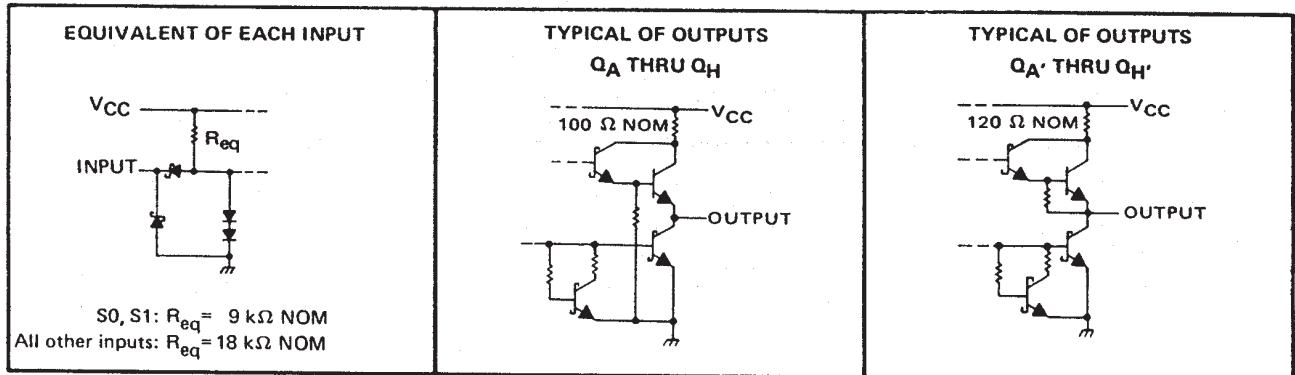 EQUIVALENT OF EACH INPUT
VCC
Req
INPUT
S0, S1: Req= 9 kΩ NOM
All other inputs: Req=18 kΩ NOM
TYPICAL OF OUTPUTS
QA THRU QH
VCC
100 Ω NOM
OUTPUT
TYPICAL OF OUTPUTS
QA' THRU QH'
VCC
120 Ω NOM
OUTPUT